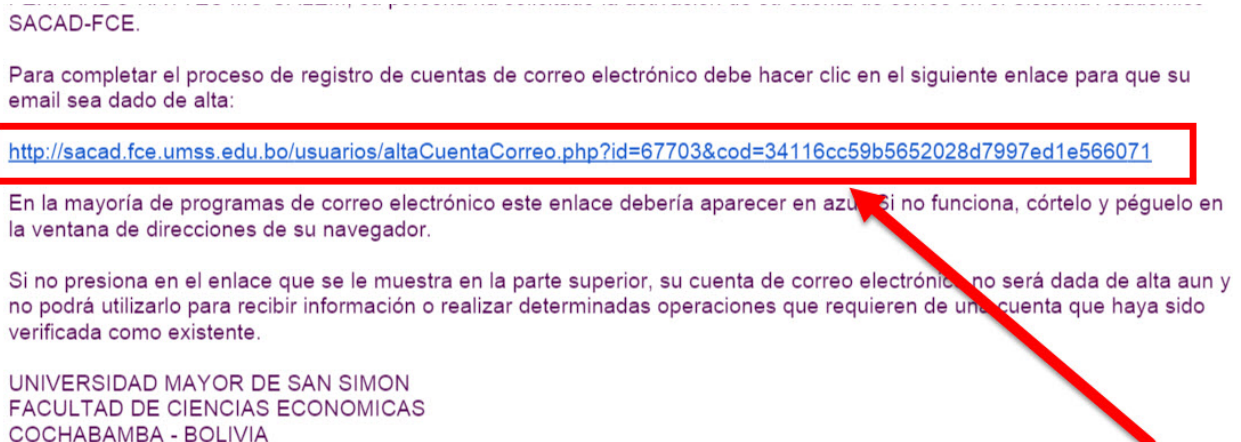 SACAD-FCE.
Para completar el proceso de registro de cuentas de correo electrónico debe hacer clic en el siguiente enlace para que su
email sea dado de alta:
http://sacad.fce.umss.edu.bo/usuarios/altaCuentaCorreo.php?id=67703&cod=34116cc59b5652028d7997ed1e566071
En la mayoría de programas de correo electrónico este enlace debería aparecer en Si no funciona, córtelo y péguelo en
la ventana de direcciones de su navegador.
Si no presiona en el enlace que se le muestra en la parte superior, su cuenta de correo electrónico no será dada de alta aun y
no podrá utilizarlo para recibir información o realizar determinadas operaciones que requieren de una cuenta que haya sido
verificada como existente.
UNIVERSIDAD MAYOR DE SAN SIMON
FACULTAD DE CIENCIAS ECONOMICAS
COCHABAMBA - BOLIVIA